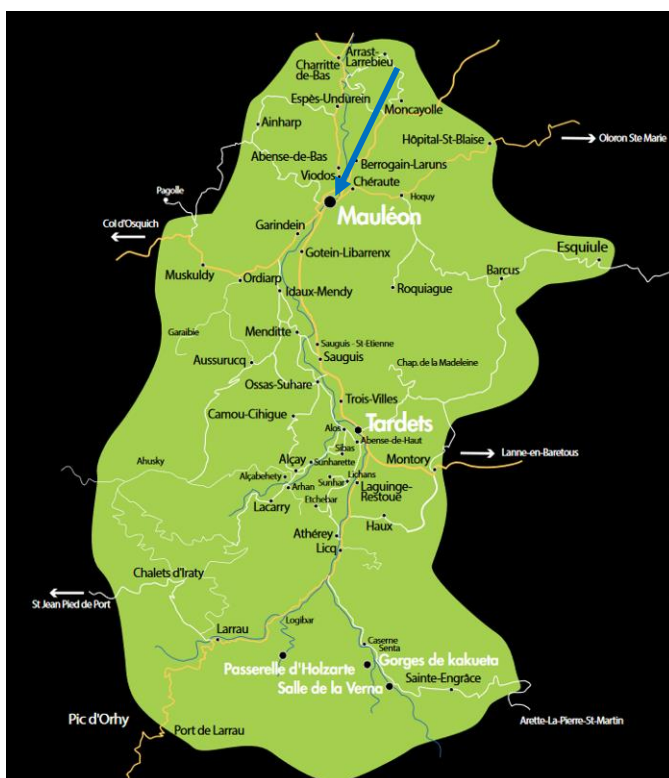 Arrast-
Larrebieu
Charritte
de-Bas
Moncayolle
Espès-Undurein
Ainharp
Hôpital-St-Blaise
Oloron Ste Marie
Abense-de-Bas
Berrogain-Laruns
Viodos
Chéraute
Pagolle
Hoquy
Mauléon
Col d'Osquich
Garindein
Gotein-Libarrenx
Esquiule
Muskuldy
Ordiarp
Barcus
Idaux-Mendy
Roquiague
Garaibie
Menditte
Sauguis - St-Etienne
Sauguis
Aussurucq
Chap. de la Madeleine
Ossas-Suhare
Trois-Villes
Camou-Cihigue
Tardets
Alos
Abense-de-Haut
Sibas
Lanne-en-Baretous
Ahusky
Alçay
Sunharette
Montory
Alçabehety
Lichans
Arhan
Sunhar
Laguinge-
Restoue
Etchebar
Lacarry
Haux
Athérey
Licq
Chalets d'Iraty
St Jean Pied de Port
Logibar
Larrau
Caserne
Senta
Gorges de kakueta
Passerelle d'Holzarte
Sainte-Engrâce
Salle de la Verna
Pic d'Orhy
Port de Larrau
Arette-La-Pierre-St-Martin